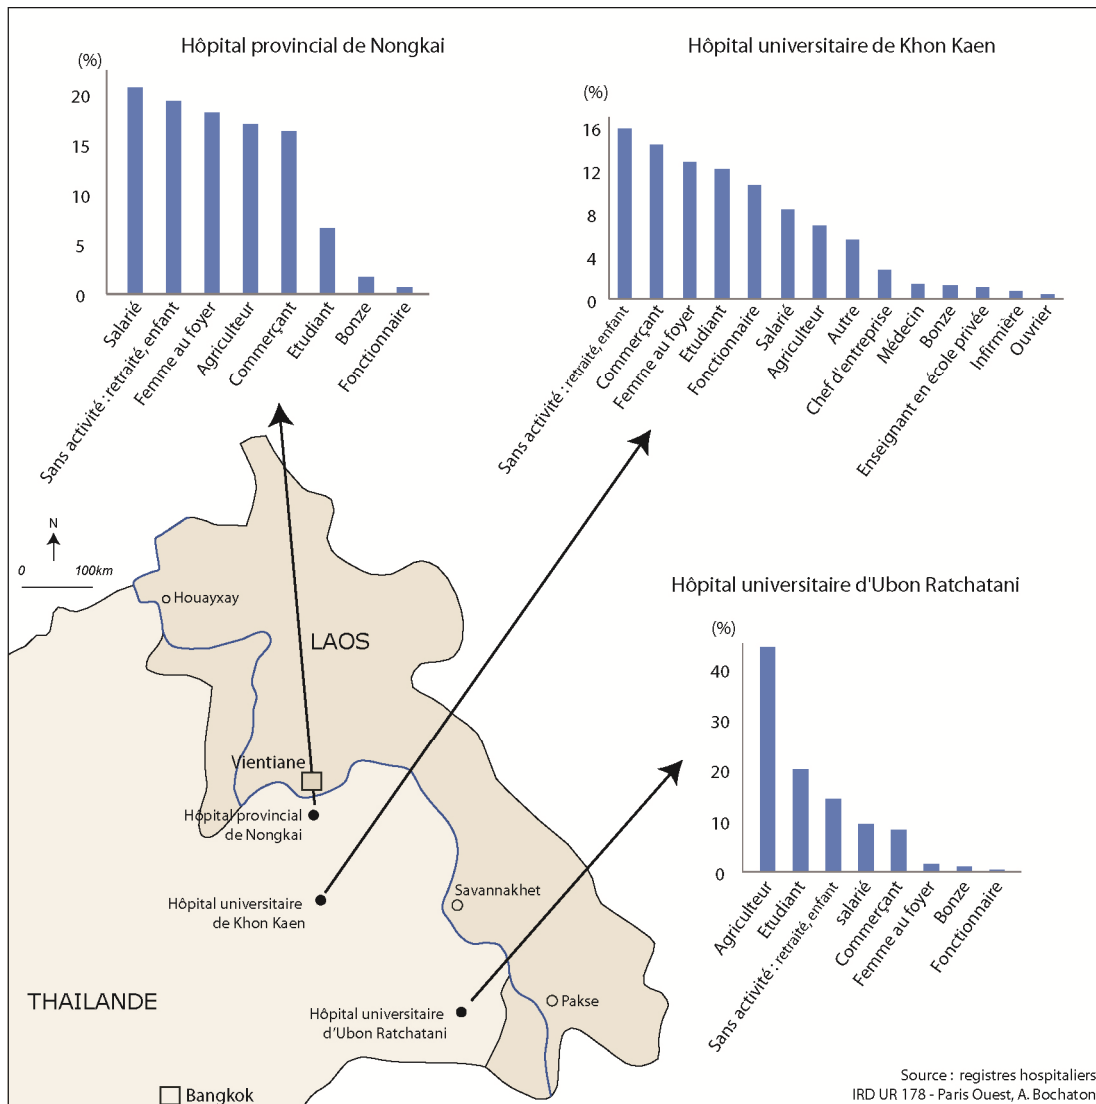 Hôpital provincial de Nongkai
(%)
20
15
10
5
0
Salarié
Sans activité : retraité, enfant
Femme au foyer
Agriculteur
Commerçant
Etudiant
Bonze
Fonctionnaire
Hôpital universitaire de Khon Kaen
(%)
16
12
8
4
0
Sans activité : retraité, enfant
Commerçant
Femme au foyer
Etudiant
Fonctionnaire
Salarié
Agriculteur
Autre
Chef d'entreprise
Médecin
Bonze
Enseignant en école privée
Infirmière
Ouvrier
N
0 100km
Houayxay
LAOS
Vientiane
Hôpital provincial
de Nongkai
Hôpital universitaire
de Khon Kaen
Savannakhet
THAILANDE
Hôpital universitaire
d'Ubon Ratchatani
Pakse
Bangkok
Hôpital universitaire d'Ubon Ratchatani
(%)
40
30
20
10
0
Agriculteur
Etudiant
Sans activité : retraité, enfant
salarié
Commerçant
Femme au foyer
Bonze
Fonctionnaire
Source : registres hospitaliers
IRD UR 178 - Paris Ouest, A. Bochaton